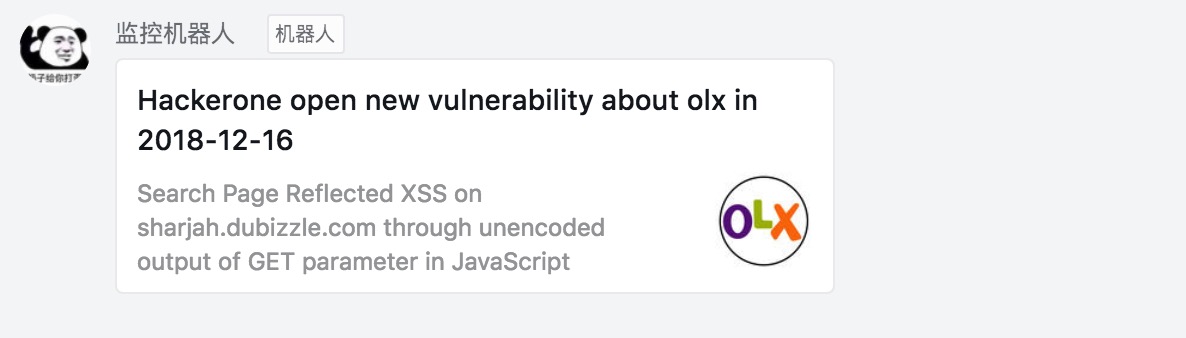 监控机器人 机器人
子给你打
Hackerone open new vulnerability about olx in
2018-12-16
Search Page Reflected XSS on
sharjah.dubizzle.com through unencoded
output of GET parameter in JavaScript
OLX